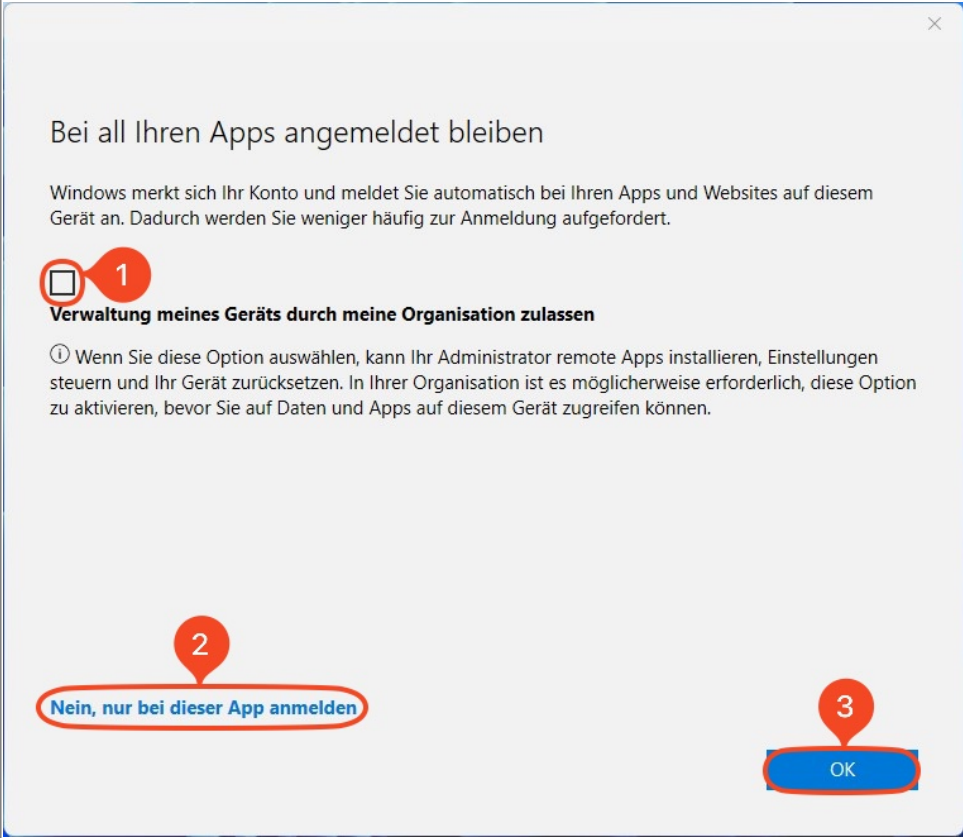 Bei all Ihren Apps angemeldet bleiben
Windows merkt sich Ihr Konto und meldet Sie automatisch bei Ihren Apps und Websites auf diesem
Gerät an. Dadurch werden Sie weniger häufig zur Anmeldung aufgefordert.
1
Verwaltung meines Geräts durch meine Organisation zulassen
Wenn Sie diese Option auswählen, kann Ihr Administrator remote Apps installieren, Einstellungen
steuern und Ihr Gerät zurücksetzen. In Ihrer Organisation ist es möglicherweise erforderlich, diese Option
zu aktivieren, bevor Sie auf Daten und Apps auf diesem Gerät zugreifen können.
2
Nein, nur bei dieser App anmelden
3
OK